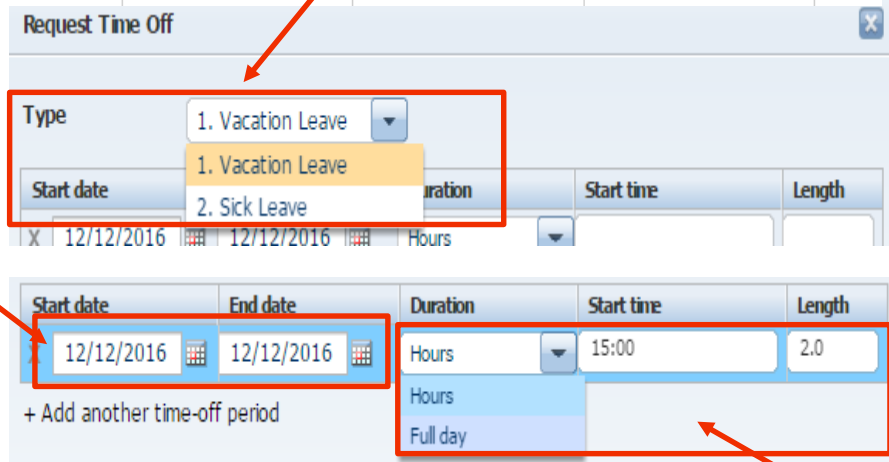 Request Time Off
X
Type 1. Vacation Leave
1. Vacation Leave
2. Sick Leave
Start date uration Start time Length
X 12/12/2016 12/12/2016 Hours
Start date End date Duration Start time Length
X 12/12/2016 12/12/2016 Hours 15:00 2.0
Hours
Full day
+ Add another time-off period